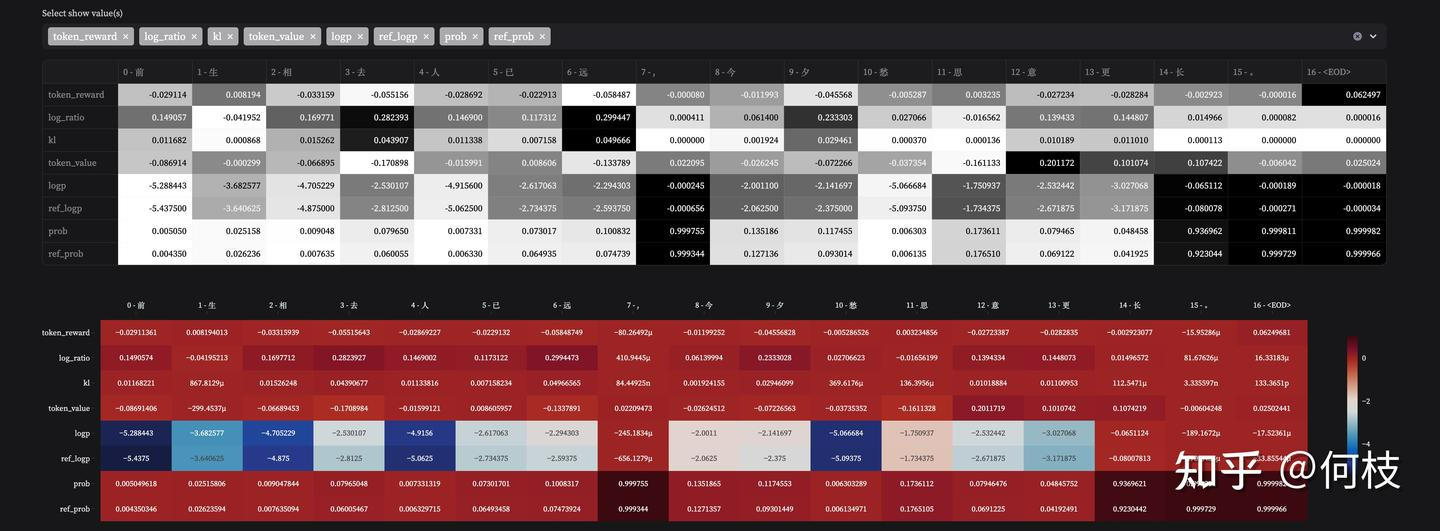 Select show value(s)
token_reward × log_ratio × kl × token_value × logp × ref_logp × prob × ref_prob ×
0 - 前 1 - 生 2 - 相 3 - 去 4 - 人 5 - 已 6 - 远 7 - , 8 - 今 9 - 夕 10 - 愁 11 - 思 12 - 意 13 - 更 14 - 长 15 - 。 16 - <EOD>
token_reward -0.029114 0.008194 -0.033159 -0.055156 -0.028692 -0.022913 -0.058487 -0.000080 -0.011993 -0.045568 -0.005287 0.003235 -0.027234 -0.028284 -0.002923 -0.000016 0.062497
log_ratio 0.149057 -0.041952 0.169771 0.282393 0.146900 0.117312 0.299447 0.000411 0.061400 0.233303 0.027066 -0.016562 0.139433 0.144807 0.014966 0.000082 0.000016
kl 0.011682 0.000868 0.015262 0.043907 0.011338 0.007158 0.049666 0.000000 0.001924 0.029461 0.000370 0.000136 0.010189 0.011010 0.000113 0.000000 0.000000
token_value -0.086914 -0.000299 -0.066895 -0.170898 -0.015991 0.008606 -0.133789 0.022095 -0.026245 -0.072266 -0.037354 -0.161133 0.201172 0.101074 0.107422 -0.006042 0.025024
logp -5.288443 -3.682577 -4.705229 -2.530107 -4.915600 -2.617063 -2.294303 -0.000245 -2.001100 -2.141697 -5.066684 -1.750937 -2.532442 -3.027068 -0.065112 -0.000189 -0.000018
ref_logp -5.437500 -3.640625 -4.875000 -2.812500 -5.062500 -2.734375 -2.593750 -0.000656 -2.062500 -2.375000 -5.093750 -1.734375 -2.671875 -3.171875 -0.080078 -0.000271 -0.000034
prob 0.005050 0.025158 0.009048 0.079650 0.007331 0.073017 0.100832 0.999755 0.135186 0.117455 0.006303 0.173611 0.079465 0.048458 0.936962 0.999811 0.999982
ref_prob 0.004350 0.026236 0.007635 0.060055 0.006330 0.064935 0.074739 0.999344 0.127136 0.093014 0.006135 0.176510 0.069122 0.041925 0.923044 0.999729 0.999966
0 - 前 1 - 生 2 - 相 3 - 去 4 - 人 5 - 已 6 - 远 7 - , 8 - 今 9 - 夕 10 - 愁 11 - 思 12 - 意 13 - 更 14 - 长 15 - 。 16 - <EOD>
token_reward −0.02911361 0.008194013 −0.03315939 −0.05515643 −0.02869227 −0.0229132 −0.05848749 −80.26492μ −0.01199252 −0.04556828 −0.005286526 0.003234856 −0.02723387 −0.0282835 −0.002923077 −15.95286μ 0.06249681
log_ratio 0.1490574 −0.04195213 0.1697712 0.2823927 0.1469002 0.1173122 0.2994473 410.9445μ 0.06139994 0.2333028 0.02706623 −0.01656199 0.1394334 0.1448073 0.01496572 81.67626μ 16.33183μ 0
kl 0.01168221 867.8129μ 0.01526248 0.04390677 0.01133816 0.007158234 0.04966565 84.44925n 0.001924155 0.02946099 369.6176μ 136.3956μ 0.01018884 0.01100953 112.5471μ 3.335597n 133.3651p
token_value −0.08691406 −299.4537μ −0.06689453 −0.1708984 −0.01599121 0.008605957 −0.1337891 0.02209473 −0.02624512 −0.07226563 −0.03735352 −0.1611328 0.2011719 0.1010742 0.1074219 −0.00604248 0.02502441 −2
logp −5.288443 −3.682577 −4.705229 −2.530107 −4.9156 −2.617063 −2.294303 −245.1834μ −2.0011 −2.141697 −5.066684 −1.750937 −2.532442 −3.027068 −0.0651124 −189.1672μ −17.52361μ −4
ref_logp −5.4375 −3.640625 −4.875 −2.8125 −5.0625 −2.734375 −2.59375 −656.1279μ −2.0625 −2.375 −5.09375 −1.734375 −2.671875 −3.171875 −0.08007813
prob 0.005049618 0.02515806 0.009047844 0.07965048 0.007331319 0.07301701 0.1008317 0.999755 0.1351865 0.1174553 0.006303289 0.1736112 0.07946476 0.04845752 0.9369621
ref_prob 0.004350346 0.02623594 0.007635094 0.06005467 0.006329715 0.06493458 0.07473924 0.999344 0.1271357 0.09301449 0.006134971 0.1765105 0.0691225 0.04192491 0.9230442 0.999729 0.999966
知乎 @何枝